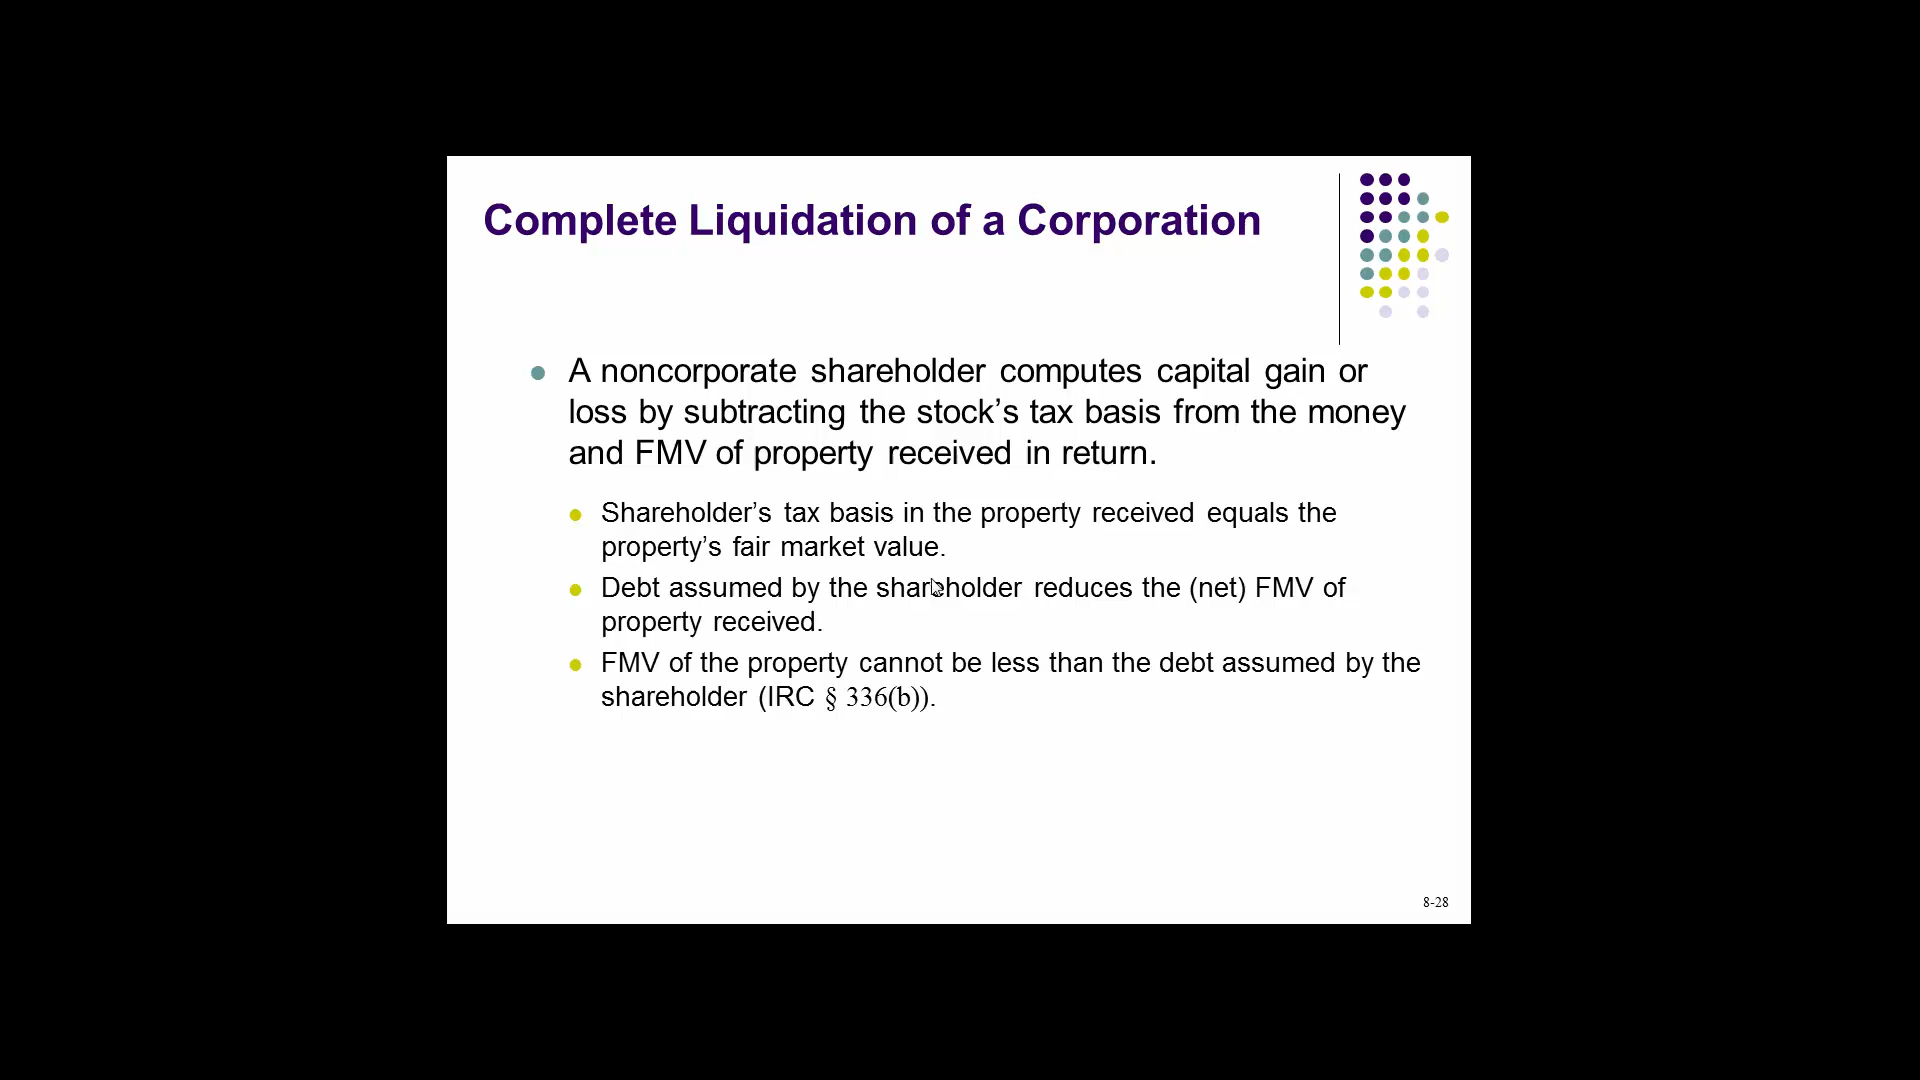 Complete Liquidation of a Corporation
A noncorporate shareholder computes capital gain or
loss by subtracting the stock’s tax basis from the money
and FMV of property received in return.
Shareholder’s tax basis in the property received equals the
property’s fair market value.
Debt assumed by the shareholder reduces the (net) FMV of
property received.
FMV of the property cannot be less than the debt assumed by the
shareholder (IRC § 336(b)).
8-28